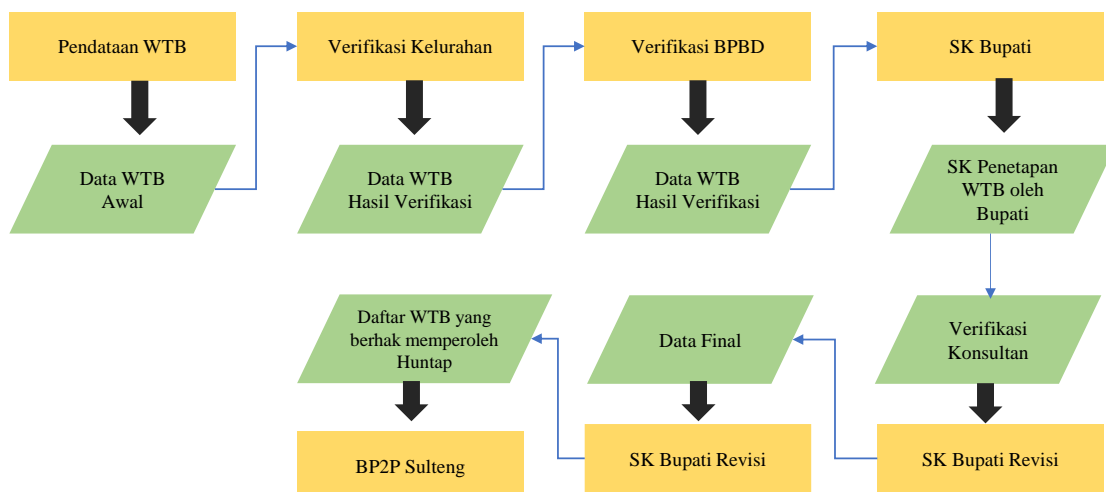 Pendataan WTB
Verifikasi Kelurahan
Verifikasi BPBD
SK Bupati
Data WTB
Awal
Data WTB
Hasil Verifikasi
Data WTB
Hasil Verifikasi
SK Penetapan
WTB oleh
Bupati
Daftar WTB yang
berhak memperoleh
Huntap
Data Final
Verifikasi
Konsultan
BP2P Sulteng
SK Bupati Revisi
SK Bupati Revisi